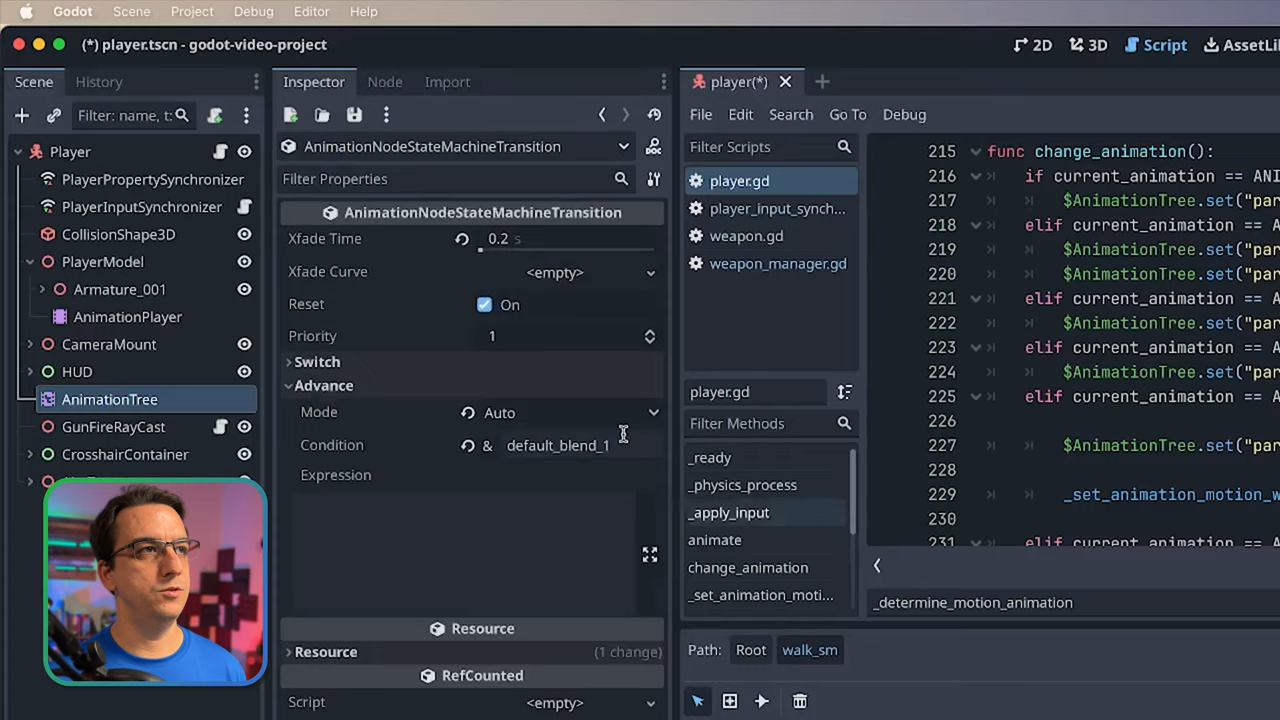 Godot Scene Project Debug Editor Help
(*) player.tscn - godot-video-project
2D 3D Script AssetLi
Scene History
Filter: name, t:
Player
PlayerPropertySynchronizer
PlayerInputSynchronizer
CollisionShape3D
PlayerModel
Armature_001
AnimationPlayer
CameraMount
HUD
AnimationTree
GunFireRayCast
CrosshairContainer
Inspector Node Import
AnimationNodeStateMachineTransition
Filter Properties
AnimationNodeStateMachineTransition
Xfade Time 0.2 s
Xfade Curve <empty>
Reset On
Priority 1
Switch
Advance
Mode Auto
Condition & default_blend_1
Expression
Resource
Resource (1 change)
RefCounted
Script <empty>
player(*)
File Edit Search Go To Debug
Filter Scripts
player.gd
player_input_synch...
weapon.gd
weapon_manager.gd
player.gd
Filter Methods
_ready
_physics_process
_apply_input
animate
change_animation
_set_animation_moti...
215 func change_animation():
216 if current_animation == ANI
217 $AnimationTree.set("par
218 elif current_animation == A
219 $AnimationTree.set("par
220 $AnimationTree.set("par
221 elif current_animation == A
222 $AnimationTree.set("par
223 elif current_animation == A
224 $AnimationTree.set("par
225 elif current_animation == A
226
227 $AnimationTree.set("par
228
229 _set_animation_motion_w
230
231 elif current_animation == A
_determine_motion_animation
Path: Root walk_sm